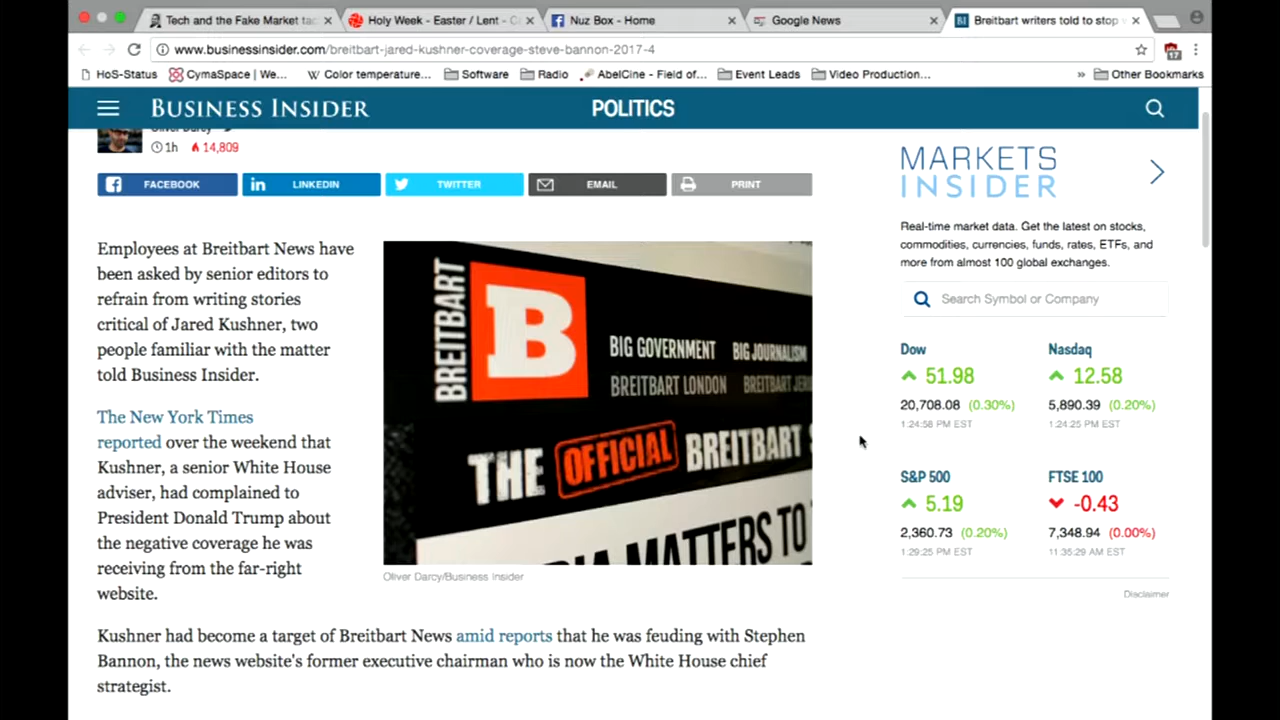 Tech and the Fake Market tac
Holy Week - Easter / Lent - C
Nuz Box - Home
Google News
Breitbart writers told to stop w
www.businessinsider.com/breitbart-jared-kushner-coverage-steve-bannon-2017-4
HoS-Status
CymaSpace | We...
Color temperature...
Software
Radio
AbelCine - Field of...
Event Leads
Video Production...
» Other Bookmarks
BUSINESS INSIDER
POLITICS
Oliver Darcy
1h 14,809
FACEBOOK
LINKEDIN
TWITTER
EMAIL
PRINT
Employees at Breitbart News have
been asked by senior editors to
refrain from writing stories
critical of Jared Kushner, two
people familiar with the matter
told Business Insider.
The New York Times
reported over the weekend that
Kushner, a senior White House
adviser, had complained to
President Donald Trump about
the negative coverage he was
receiving from the far-right
website.
BREITBART
B
BIG GOVERNMENT BIG JOURNALISM
BREITBART LONDON BREITBART JER
THE OFFICIAL BREITBART
MATTERS TO
Oliver Darcy/Business Insider
Kushner had become a target of Breitbart News amid reports that he was feuding with Stephen
Bannon, the news website's former executive chairman who is now the White House chief
strategist.
MARKETS
INSIDER
Real-time market data. Get the latest on stocks,
commodities, currencies, funds, rates, ETFs, and
more from almost 100 global exchanges.
Search Symbol or Company
Dow
51.98
20,708.08 (0.30%)
1:24:58 PM EST
Nasdaq
12.58
5,890.39 (0.20%)
1:24:25 PM EST
S&P 500
5.19
2,360.73 (0.20%)
1:29:25 PM EST
FTSE 100
-0.43
7,348.94 (0.00%)
11:35:29 AM EST
Disclaimer